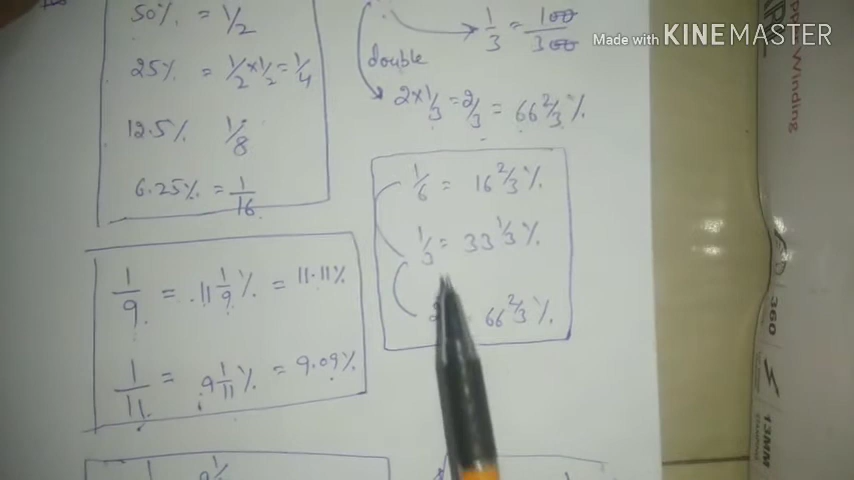 50% = 1/2
25% = 1/2 × 1/2 = 1/4
12.5% 1/8
6.25% = 1/16
1/3 = 100/300
double
2 × 1/3 = 2/3 = 66 2/3 %
1/6 = 16 2/3 %
1/3 = 33 1/3 %
66 2/3 %
1/9 = .11 1/9 % = 11.11%
1/11 = 9 1/11 % = 9.09%
Made with KINEMASTER
Winding
360
13MM